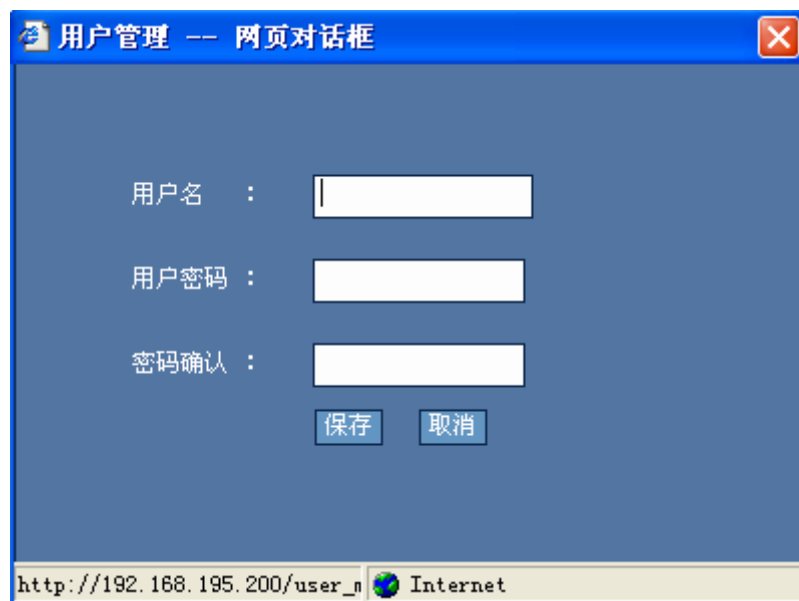 用户管理 -- 网页对话框
用户名 :
用户密码 :
密码确认 :
保存 取消
http://192.168.195.200/user_ Internet